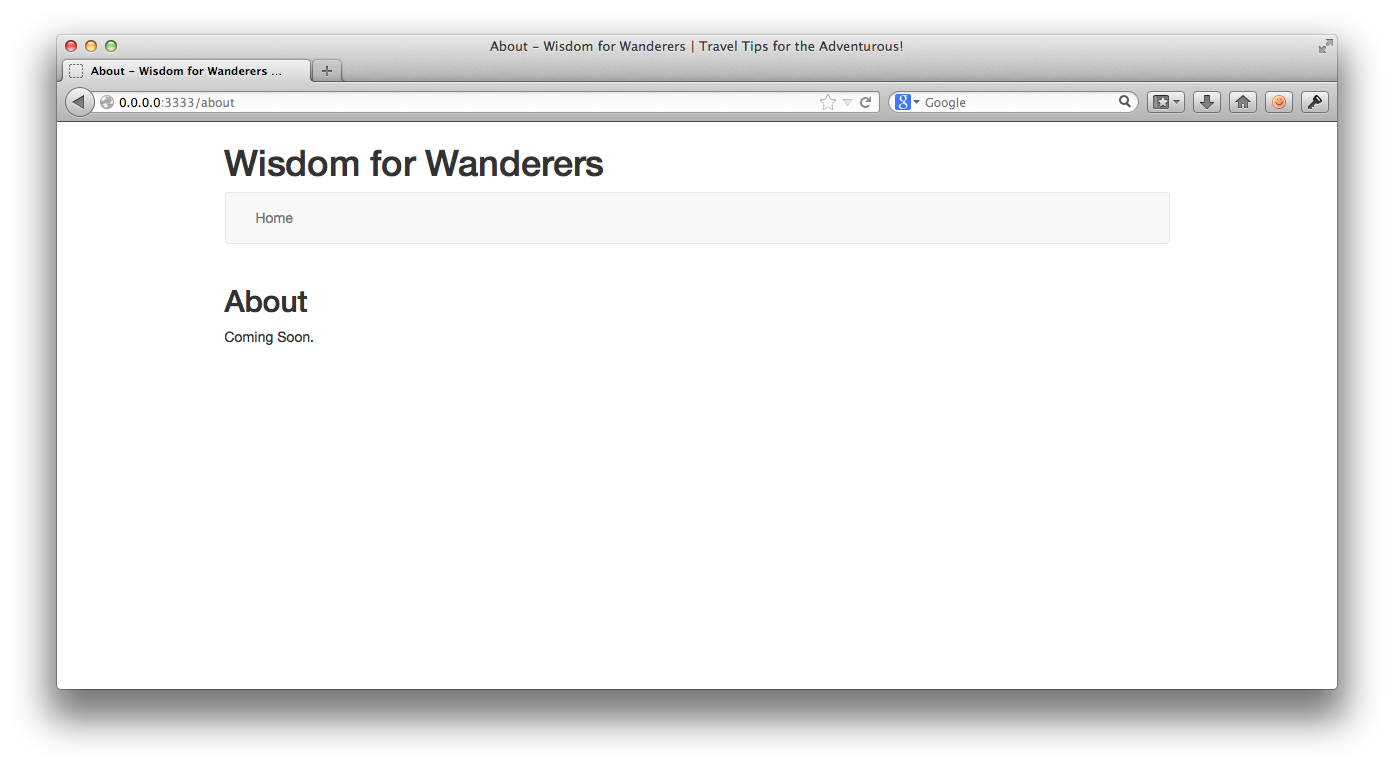 About – Wisdom for Wanderers | Travel Tips for the Adventurous!
About – Wisdom for Wanderers ...
0.0.0.0:3333/about
Google
Wisdom for Wanderers
Home
About
Coming Soon.